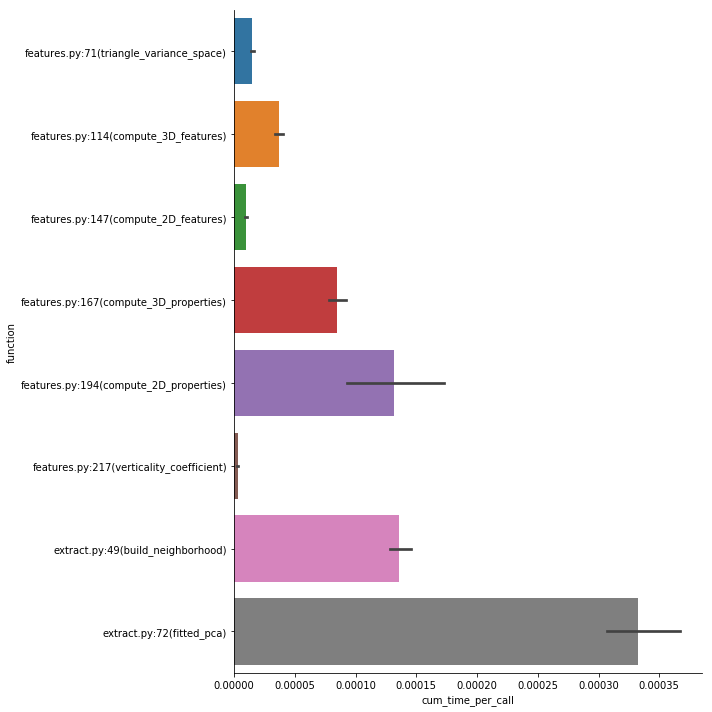 features.py:71(triangle_variance_space)
features.py:114(compute_3D_features)
features.py:147(compute_2D_features)
features.py:167(compute_3D_properties)
function
features.py:194(compute_2D_properties)
features.py:217(verticality_coefficient)
extract.py:49(build_neighborhood)
extract.py:72(fitted_pca)
0.00000 0.00005 0.00010 0.00015 0.00020 0.00025 0.00030 0.00035
cum_time_per_call